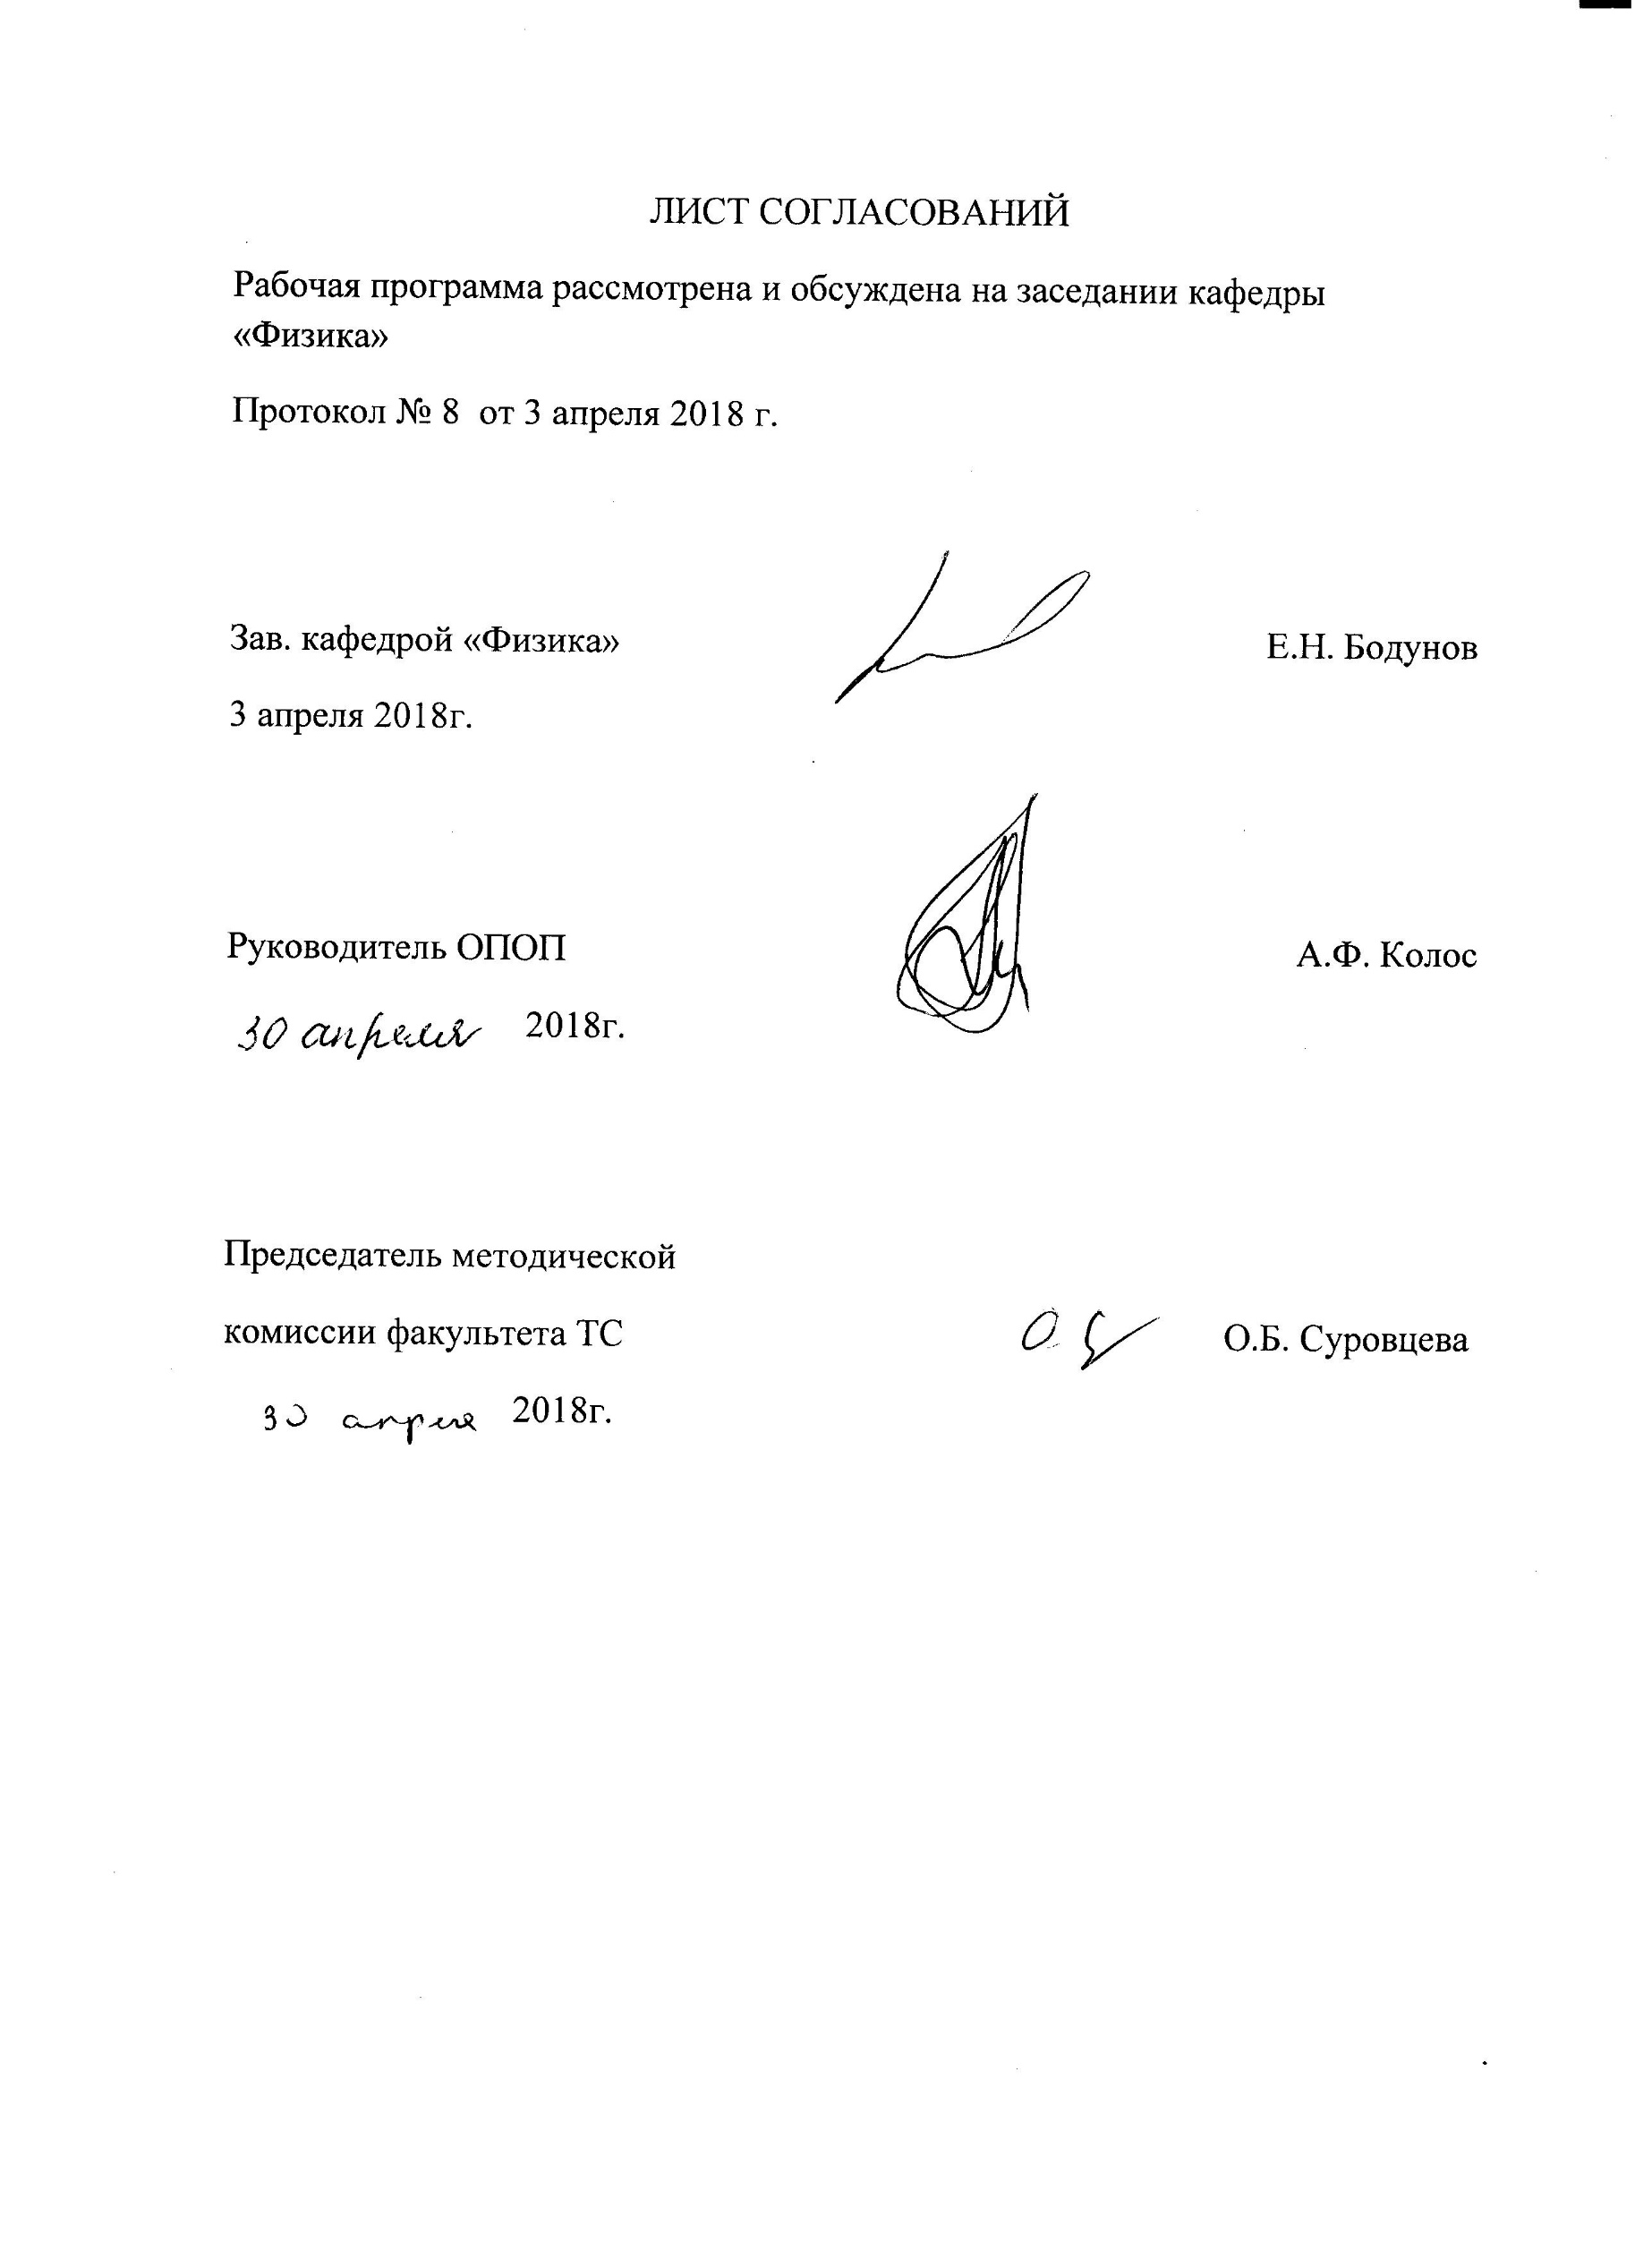 ЛИСТ СОГЛАСОВАНИЙ
Рабочая программа рассмотрена и обсуждена на заседании кафедры
«Физика»
Протокол № 8 от 3 апреля 2018 г.
Зав. кафедрой «Физика» Е.Н. Бодунов
3 апреля 2018г.
Руководитель ОПОП А.Ф. Колос
30 апреля 2018г.
Председатель методической
комиссии факультета ТС О.Б. Суровцева
30 апреля 2018г.